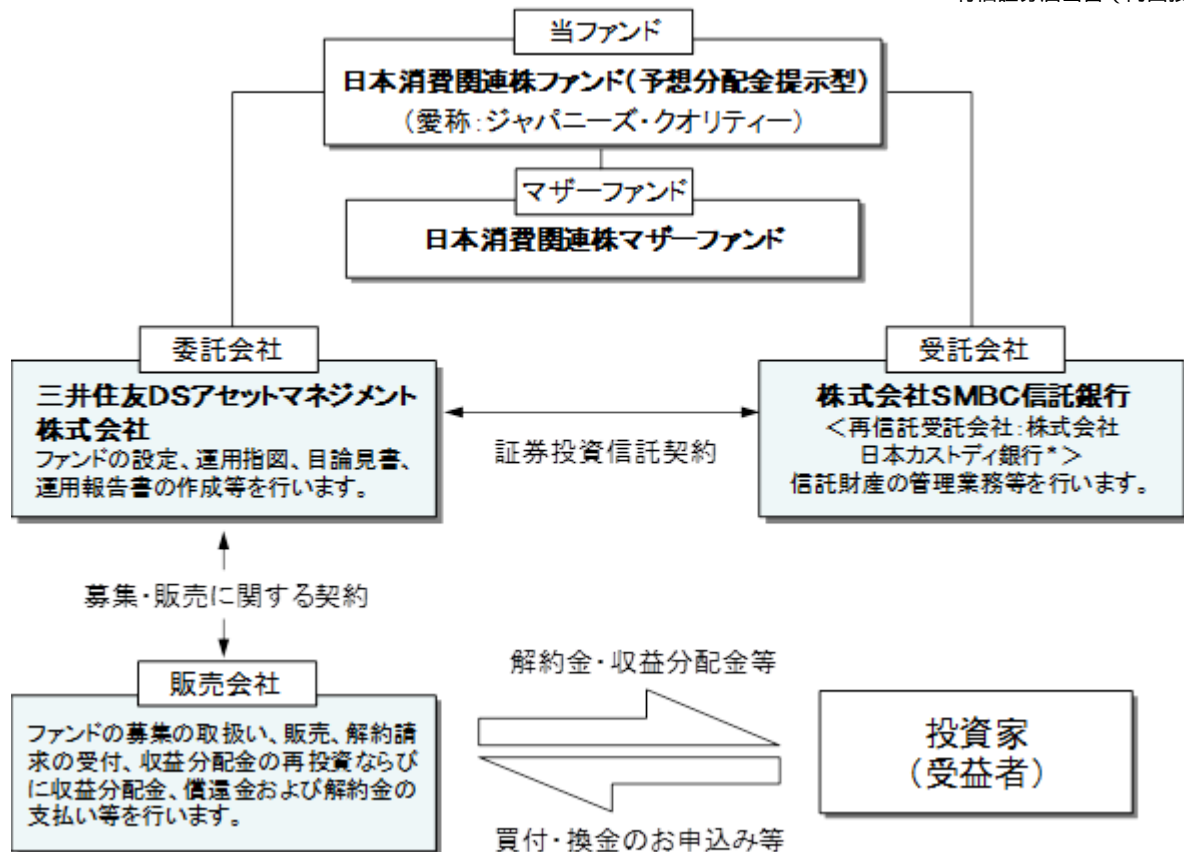 当ファンド
日本消費関連株ファンド(予想分配金提示型)
（愛称：ジャパニーズ・クオリティー）
マザーファンド
日本消費関連株マザーファンド
委託会社
三井住友DSアセットマネジメント
株式会社
ファンドの設定、運用指図、目論見書、
運用報告書の作成等を行います。
証券投資信託契約
受託会社
株式会社SMBC信託銀行
＜再信託受託会社：株式会社
日本カストディ銀行*＞
信託財産の管理業務等を行います。
募集・販売に関する契約
販売会社
ファンドの募集の取扱い、販売、解約請
求の受付、収益分配金の再投資ならび
に収益分配金、償還金および解約金の
支払い等を行います。
解約金・収益分配金等
買付・換金のお申込み等
投資家
（受益者）